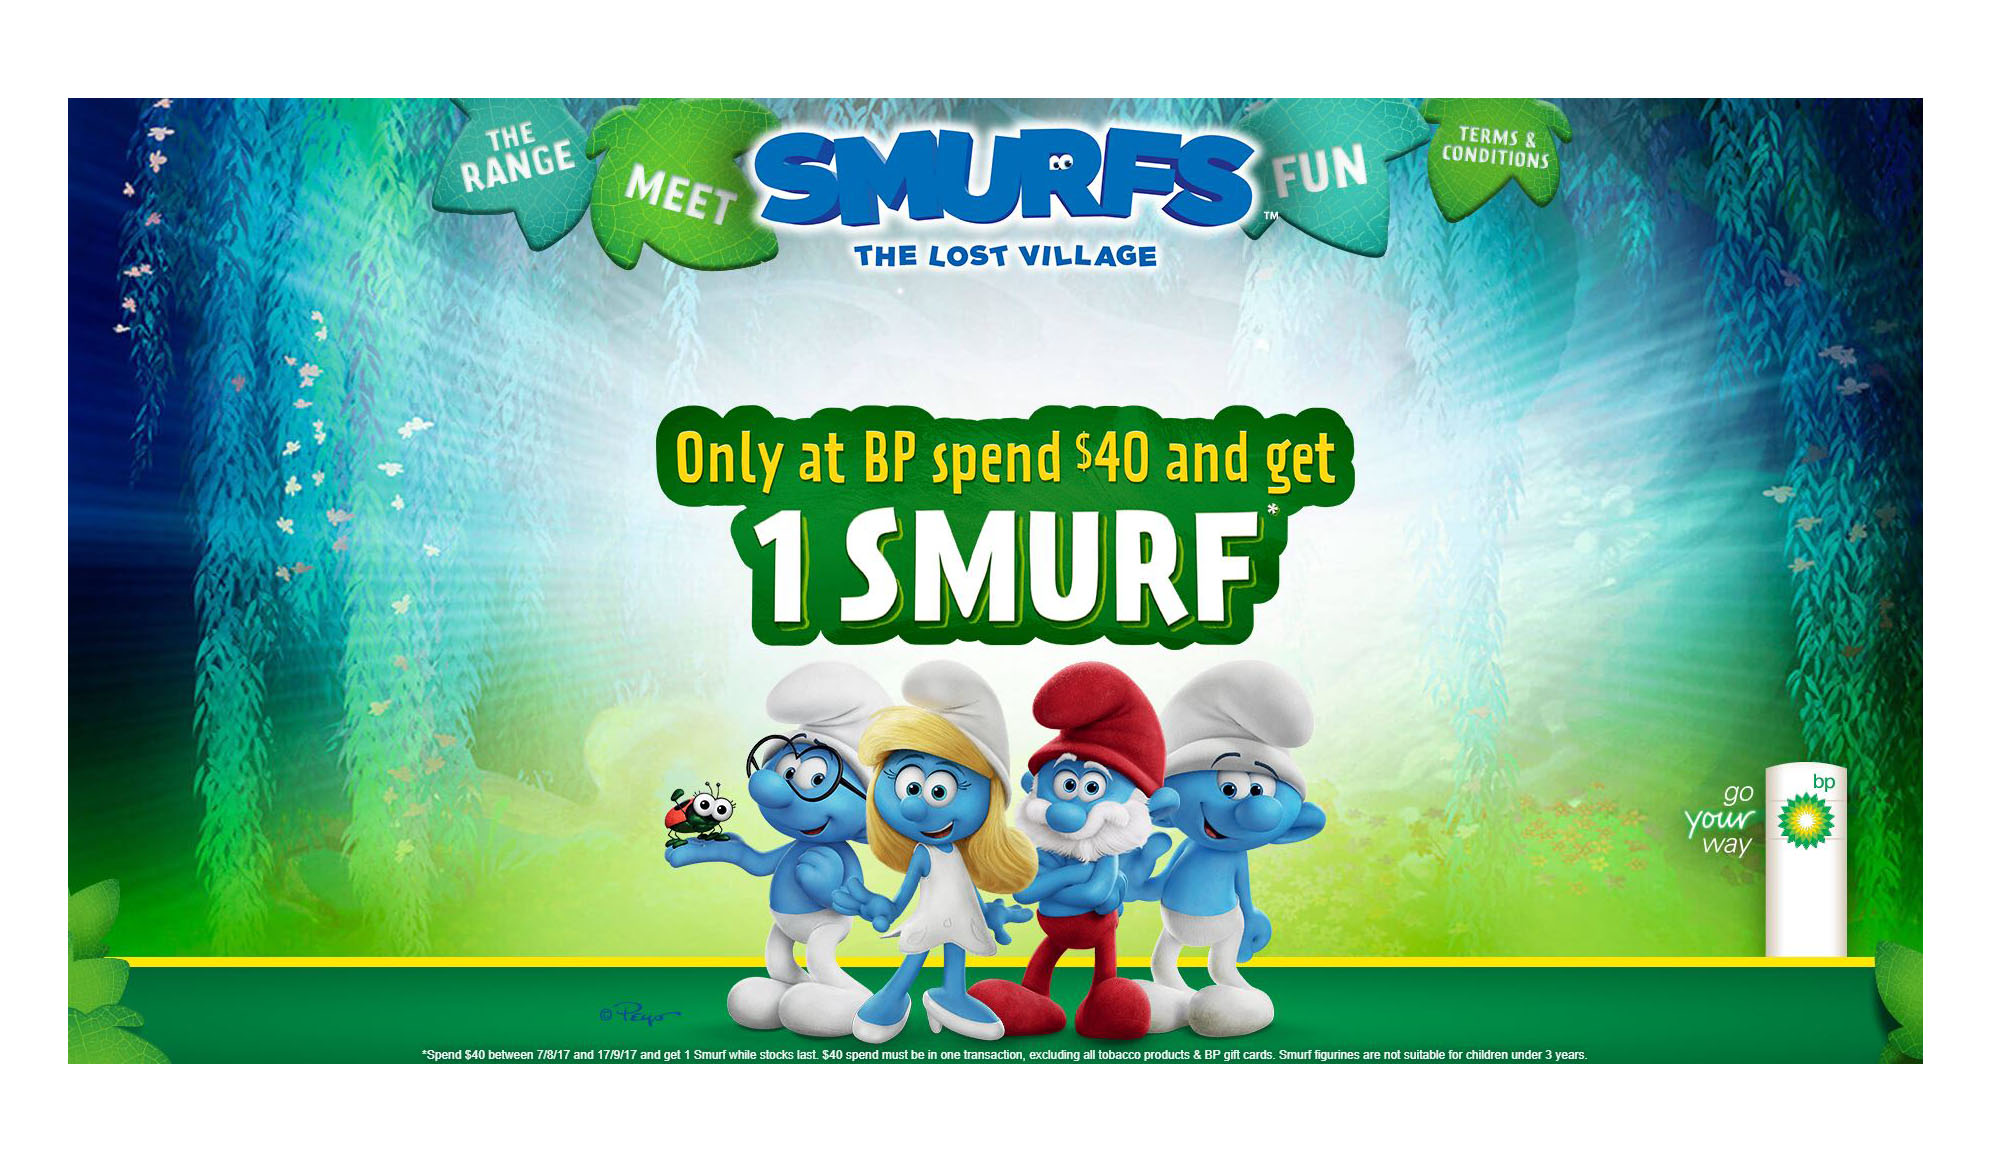 THE
RANGE
MEET
SMURFS
TM
THE LOST VILLAGE
FUN
TERMS &
CONDITIONS
Only at BP spend $40 and get
1 SMURF*
go
your
way
bp
© Peyo
*Spend $40 between 7/8/17 and 17/9/17 and get 1 Smurf while stocks last. $40 spend must be in one transaction, excluding all tobacco products & BP gift cards. Smurf figurines are not suitable for children under 3 years.